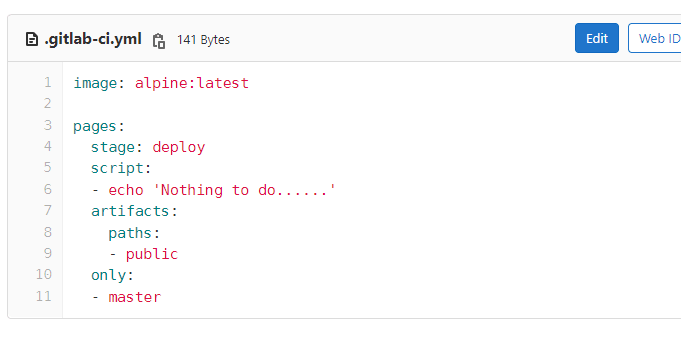 .gitlab-ci.yml 141 Bytes Edit Web ID
1 image: alpine:latest
2
3 pages:
4 stage: deploy
5 script:
6 - echo 'Nothing to do......'
7 artifacts:
8 paths:
9 - public
10 only:
11 - master